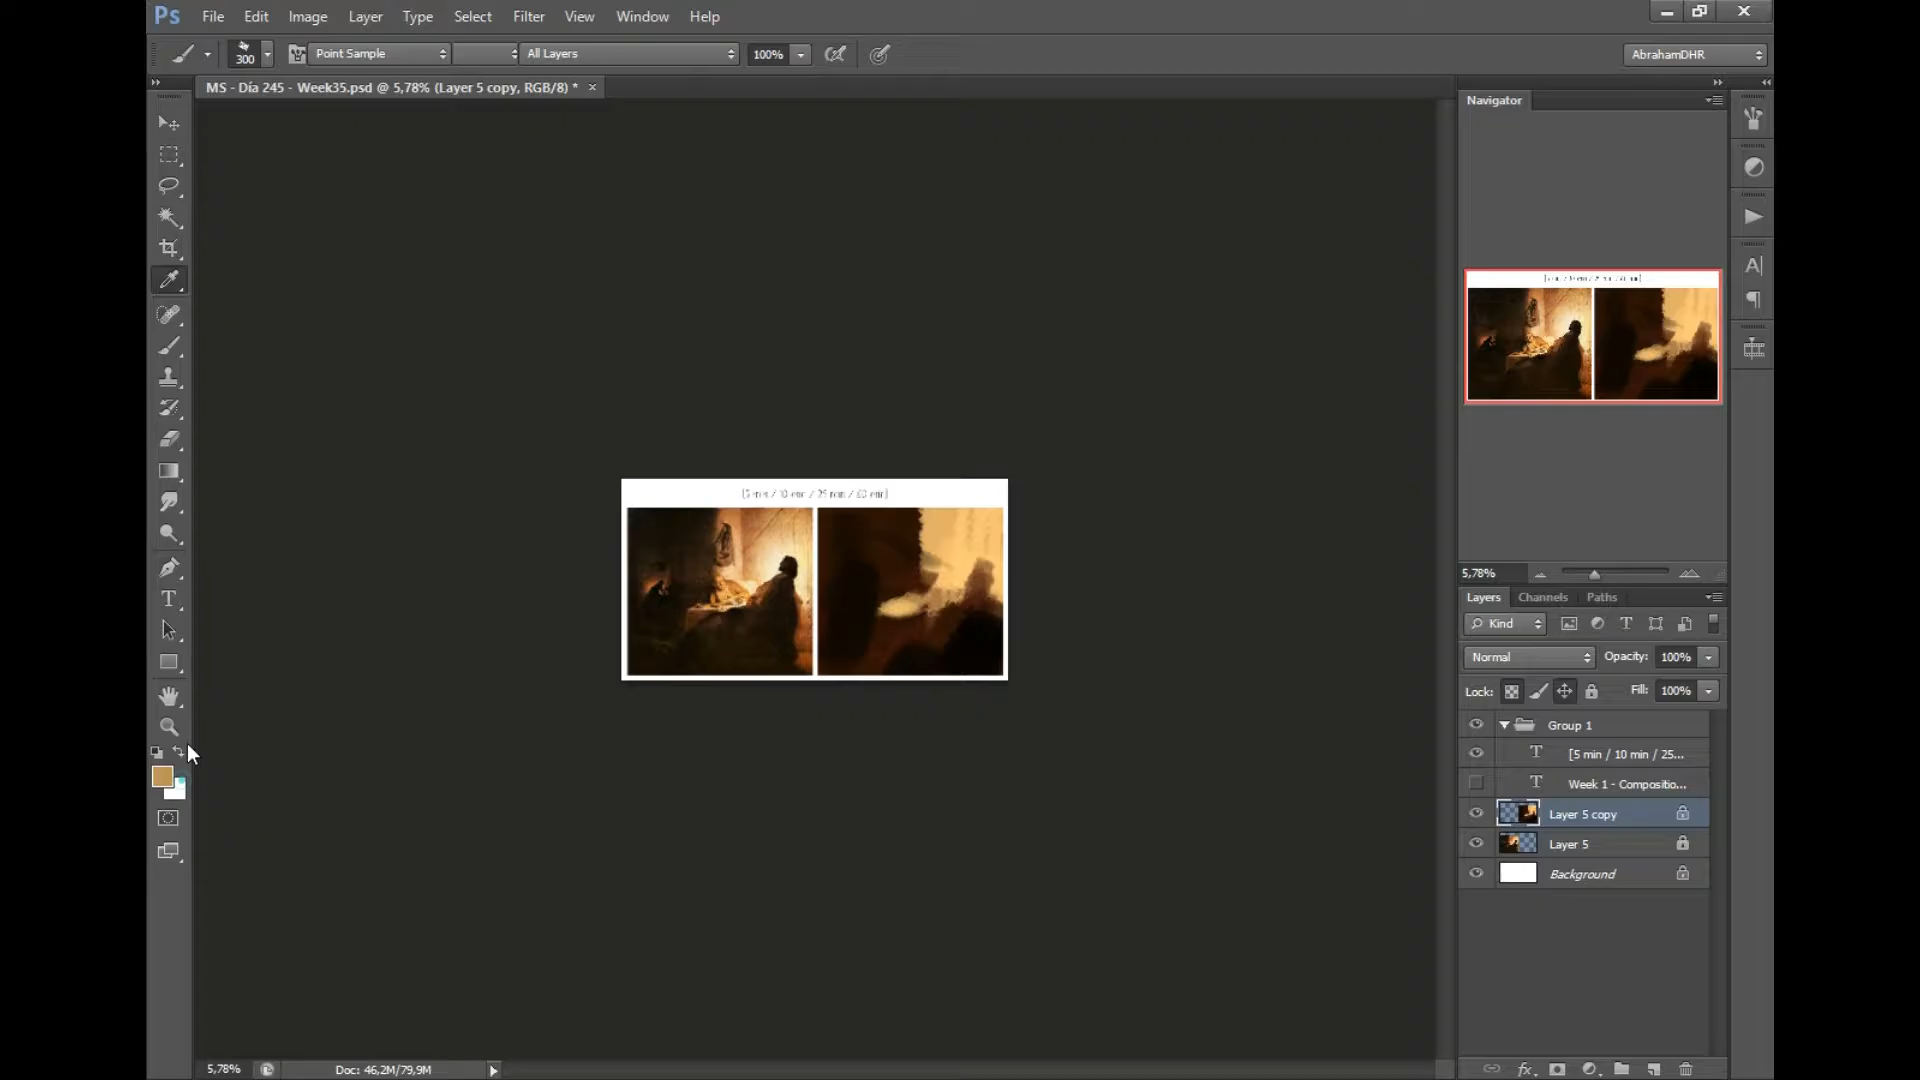 Ps File Edit Image Layer Type Select Filter View Window Help
300 Point Sample All Layers 100% AbrahamDHR
MS - Día 245 - Week35.psd @ 5,78% (Layer 5 copy, RGB/8) *
Navigator
5,78%
Layers Channels Paths
Kind
Normal Opacity: 100%
Lock: Fill: 100%
Group 1
[5 min / 10 min / 25...
Week 1 - Compositio...
Layer 5 copy
Layer 5
Background
5,78% Doc: 46,2M/79,9M